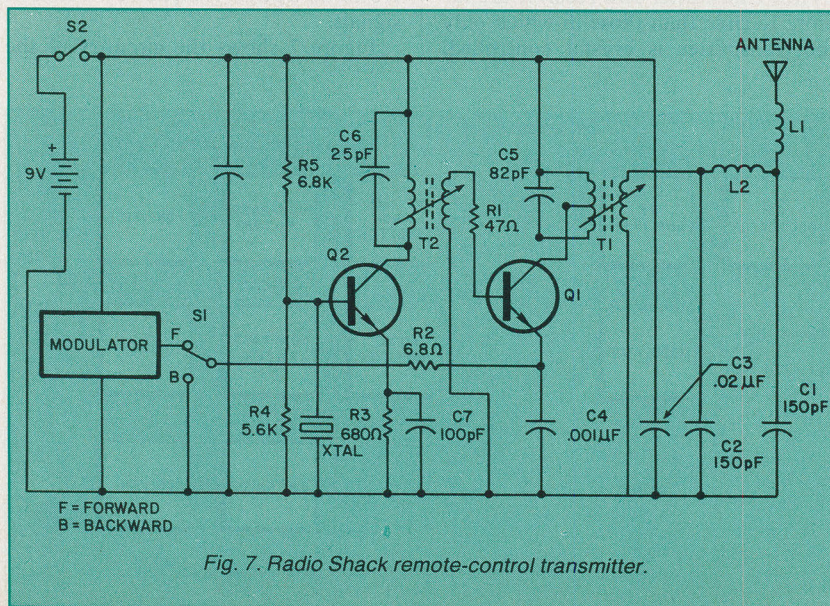 S2
ANTENNA
L1
C6
25pF
R5
6.8K
C5
82pF
L2
+
9V
R1
47Ω
T2
T1
Q2
Q1
MODULATOR
S1
F
B
R2
6.8Ω
C3
.02µF
C1
150pF
R4
5.6K
XTAL
R3
680Ω
C7
100pF
C4
.001µF
C2
150pF
F = FORWARD
B = BACKWARD
Fig. 7. Radio Shack remote-control transmitter.